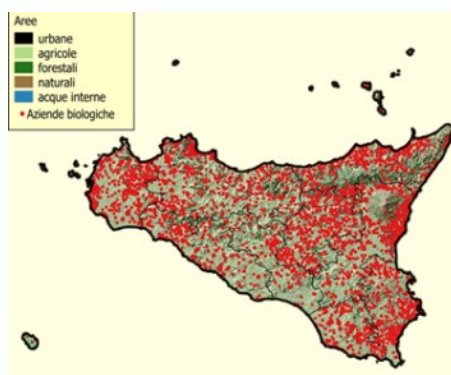 Aree
urbane
agricole
forestali
naturali
acque interne
Aziende biologiche